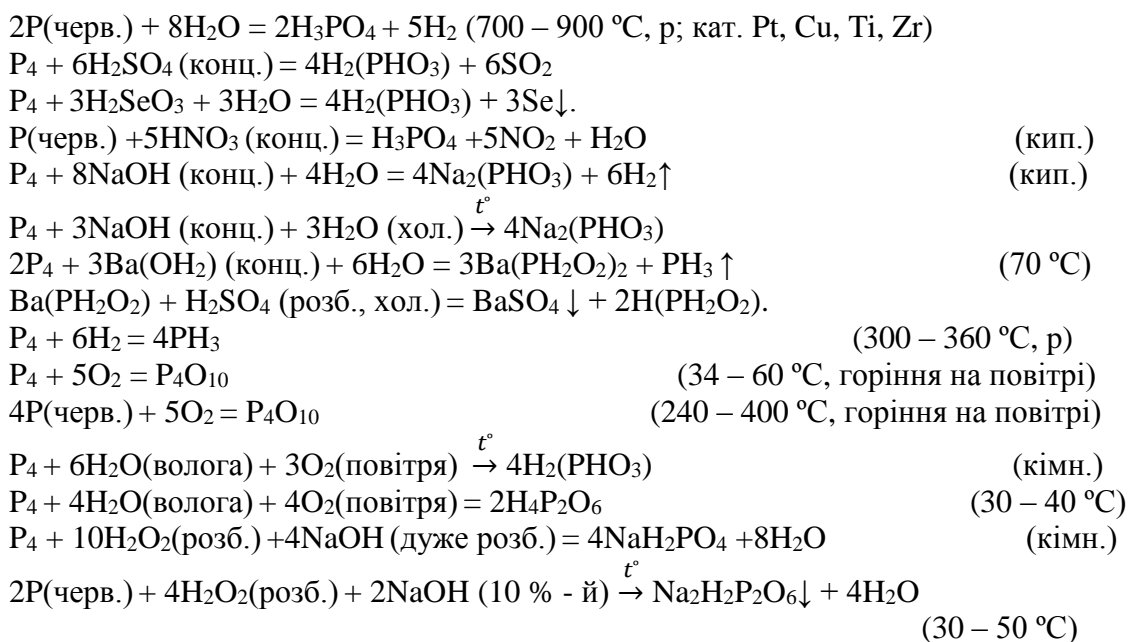 2P(черв.) + 8H₂O = 2H₃PO₄ + 5H₂ (700 – 900 ºC, p; кат. Pt, Cu, Ti, Zr)
P₄ + 6H₂SO₄ (конц.) = 4H₂(PHO₃) + 6SO₂
P₄ + 3H₂SeO₃ + 3H₂O = 4H₂(PHO₃) + 3Se↓.
P(черв.) +5HNO₃ (конц.) = H₃PO₄ +5NO₂ + H₂O (кип.)
P₄ + 8NaOH (конц.) + 4H₂O = 4Na₂(PHO₃) + 6H₂↑ (кип.)
P₄ + 3NaOH (конц.) + 3H₂O (хол.) t° → 4Na₂(PHO₃)
2P₄ + 3Ba(OH₂) (конц.) + 6H₂O = 3Ba(PH₂O₂)₂ + PH₃ ↑ (70 ºC)
Ba(PH₂O₂) + H₂SO₄ (розб., хол.) = BaSO₄ ↓ + 2H(PH₂O₂).
P₄ + 6H₂ = 4PH₃ (300 – 360 ºC, p)
P₄ + 5O₂ = P₄O₁₀ (34 – 60 ºC, горіння на повітрі)
4P(черв.) + 5O₂ = P₄O₁₀ (240 – 400 ºC, горіння на повітрі)
P₄ + 6H₂O(волога) + 3O₂(повітря) t° → 4H₂(PHO₃) (кімн.)
P₄ + 4H₂O(волога) + 4O₂(повітря) = 2H₄P₂O₆ (30 – 40 ºC)
P₄ + 10H₂O₂(розб.) +4NaOH (дуже розб.) = 4NaH₂PO₄ +8H₂O (кімн.)
2P(черв.) + 4H₂O₂(розб.) + 2NaOH (10 % - й) t° → Na₂H₂P₂O₆↓ + 4H₂O
(30 – 50 ºC)